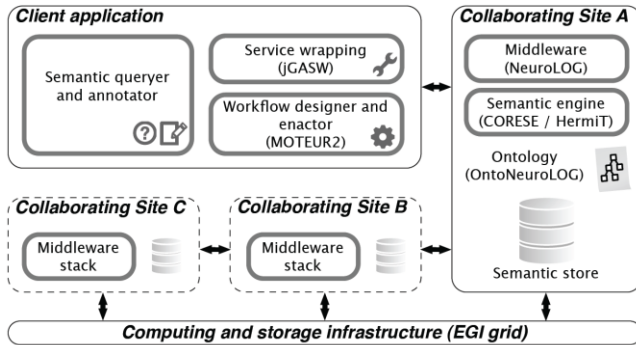 Client application
Semantic queryer
and annotator
?
Service wrapping
(jGASW)
Workflow designer and
enactor
(MOTEUR2)
Collaborating Site A
Middleware
(NeuroLOG)
Semantic engine
(CORESE / HermiT)
Ontology
(OntoNeuroLOG)
Semantic store
Collaborating Site C
Middleware
stack
Collaborating Site B
Middleware
stack
Computing and storage infrastructure (EGI grid)